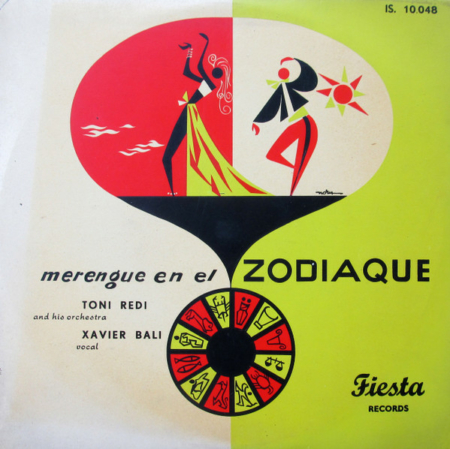 IS. 10.048
merengue en el ZODIAQUE
TONI REDI
and his orchestra
XAVIER BALI
vocal
Fiesta
RECORDS